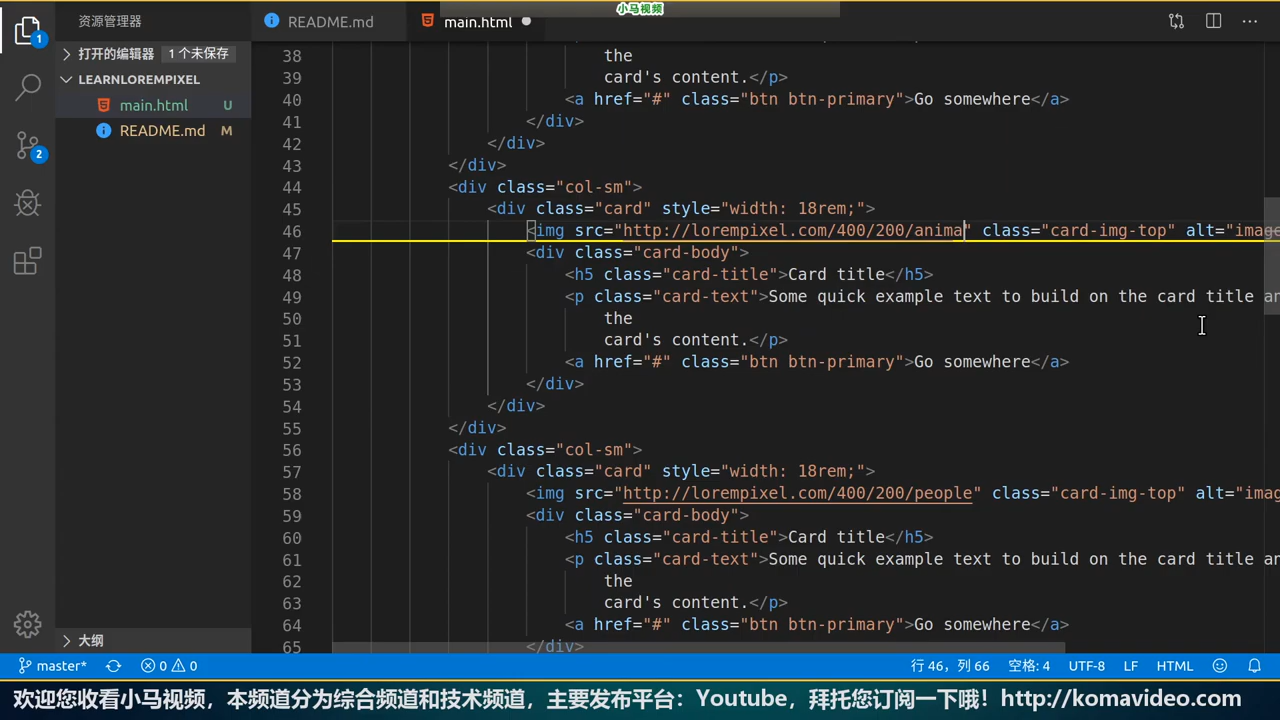 小马视频
资源管理器
README.md
main.html
打开的编辑器
1 个未保存
LEARNLOREMPIXEL
main.html U
README.md M
大纲
1
2
38 the
39 card's content.</p>
40 <a href="#" class="btn btn-primary">Go somewhere</a>
41 </div>
42 </div>
43 </div>
44 <div class="col-sm">
45 <div class="card" style="width: 18rem;">
46 <img src="http://lorempixel.com/400/200/anima" class="card-img-top" alt="image
47 <div class="card-body">
48 <h5 class="card-title">Card title</h5>
49 <p class="card-text">Some quick example text to build on the card title an
50 the
51 card's content.</p>
52 <a href="#" class="btn btn-primary">Go somewhere</a>
53 </div>
54 </div>
55 </div>
56 <div class="col-sm">
57 <div class="card" style="width: 18rem;">
58 <img src="http://lorempixel.com/400/200/people" class="card-img-top" alt="imag
59 <div class="card-body">
60 <h5 class="card-title">Card title</h5>
61 <p class="card-text">Some quick example text to build on the card title an
62 the
63 card's content.</p>
64 <a href="#" class="btn btn-primary">Go somewhere</a>
65 </div>
master* 0 0 行 46，列 66 空格: 4 UTF-8 LF HTML
欢迎您收看小马视频，本频道分为综合频道和技术频道，主要发布平台：Youtube，拜托您订阅一下哦！http://komavideo.com